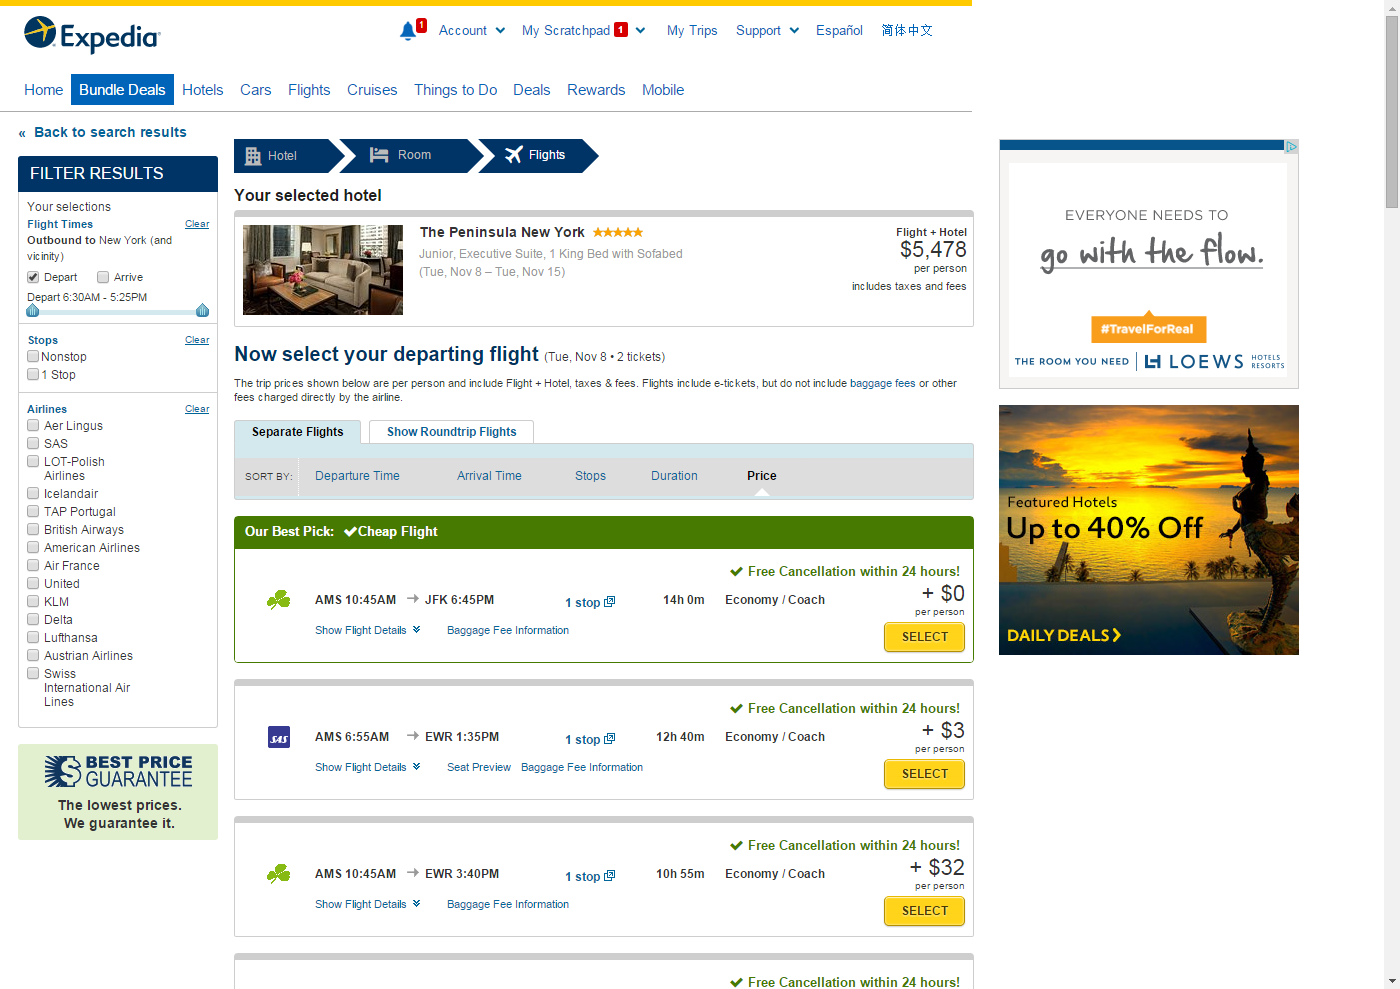 Expedia
1
Account
My Scratchpad 1
My Trips
Support
Español
简体中文
Home
Bundle Deals
Hotels
Cars
Flights
Cruises
Things to Do
Deals
Rewards
Mobile
« Back to search results
FILTER RESULTS
Your selections
Flight Times Clear
Outbound to New York (and
vicinity)
Depart Arrive
Depart 6:30AM - 5:25PM
Stops Clear
Nonstop
1 Stop
Airlines Clear
Aer Lingus
SAS
LOT-Polish
Airlines
Icelandair
TAP Portugal
British Airways
American Airlines
Air France
United
KLM
Delta
Lufthansa
Austrian Airlines
Swiss
International Air
Lines
BEST PRICE
GUARANTEE
The lowest prices.
We guarantee it.
Hotel
Room
Flights
Your selected hotel
The Peninsula New York
Junior, Executive Suite, 1 King Bed with Sofabed
(Tue, Nov 8 – Tue, Nov 15)
Flight + Hotel
$5,478
per person
includes taxes and fees
Now select your departing flight (Tue, Nov 8 • 2 tickets)
The trip prices shown below are per person and include Flight + Hotel, taxes & fees. Flights include e-tickets, but do not include baggage fees or other
fees charged directly by the airline.
Separate Flights
Show Roundtrip Flights
SORT BY: Departure Time Arrival Time Stops Duration Price
Our Best Pick: Cheap Flight
Free Cancellation within 24 hours!
AMS 10:45AM JFK 6:45PM 1 stop 14h 0m Economy / Coach + $0
per person
Show Flight Details Baggage Fee Information
SELECT
Free Cancellation within 24 hours!
SAS
AMS 6:55AM EWR 1:35PM 1 stop 12h 40m Economy / Coach + $3
per person
Show Flight Details Seat Preview Baggage Fee Information
SELECT
Free Cancellation within 24 hours!
AMS 10:45AM EWR 3:40PM 1 stop 10h 55m Economy / Coach + $32
per person
Show Flight Details Baggage Fee Information
SELECT
Free Cancellation within 24 hours!
EVERYONE NEEDS TO
go with the flow.
#TravelForReal
THE ROOM YOU NEED
LOEWS HOTELS
RESORTS
Featured Hotels
Up to 40% Off
DAILY DEALS